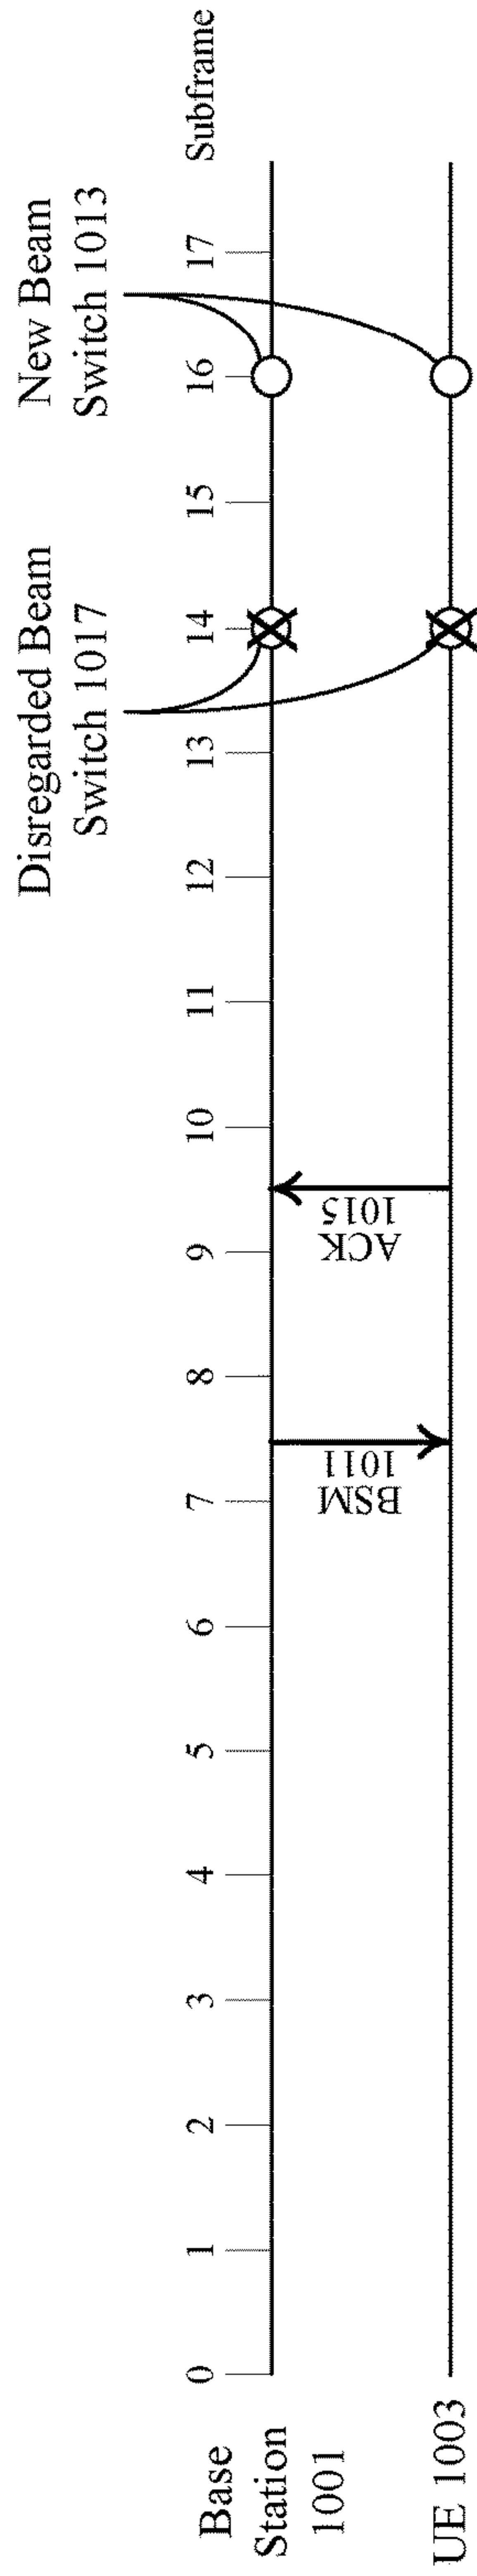 Disregarded Beam
Switch 1017
New Beam
Switch 1013
0 1 2 3 4 5 6 7 8 9 10 11 12 13 14 15 16 17 Subframe
Base
Station
1001
BSM
1011
ACK
1015
UE 1003